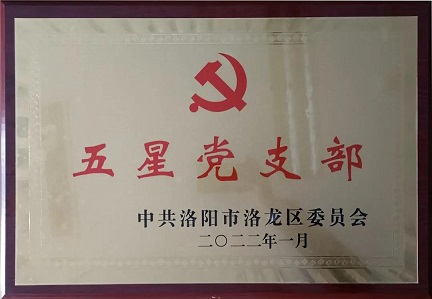 五星党支部
中共洛阳市洛龙区委员会
二〇二二年一月